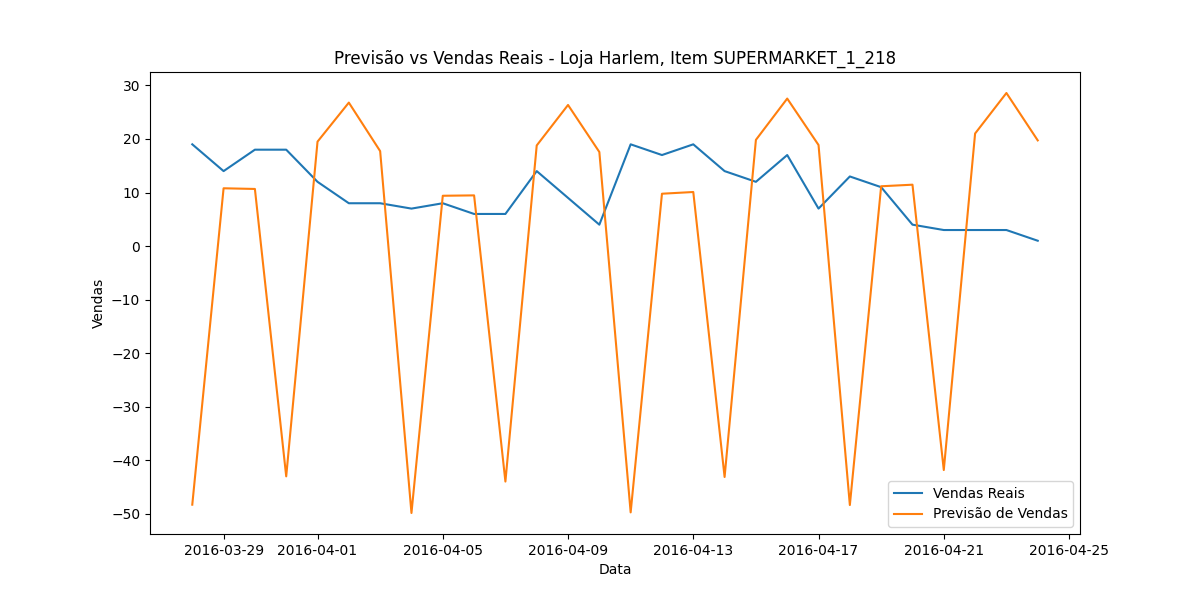 Previsão vs Vendas Reais - Loja Harlem, Item SUPERMARKET_1_218
Vendas
30
20
10
0
−10
−20
−30
−40
−50
Vendas Reais
Previsão de Vendas
2016-03-29 2016-04-01 2016-04-05 2016-04-09 2016-04-13 2016-04-17 2016-04-21 2016-04-25
Data